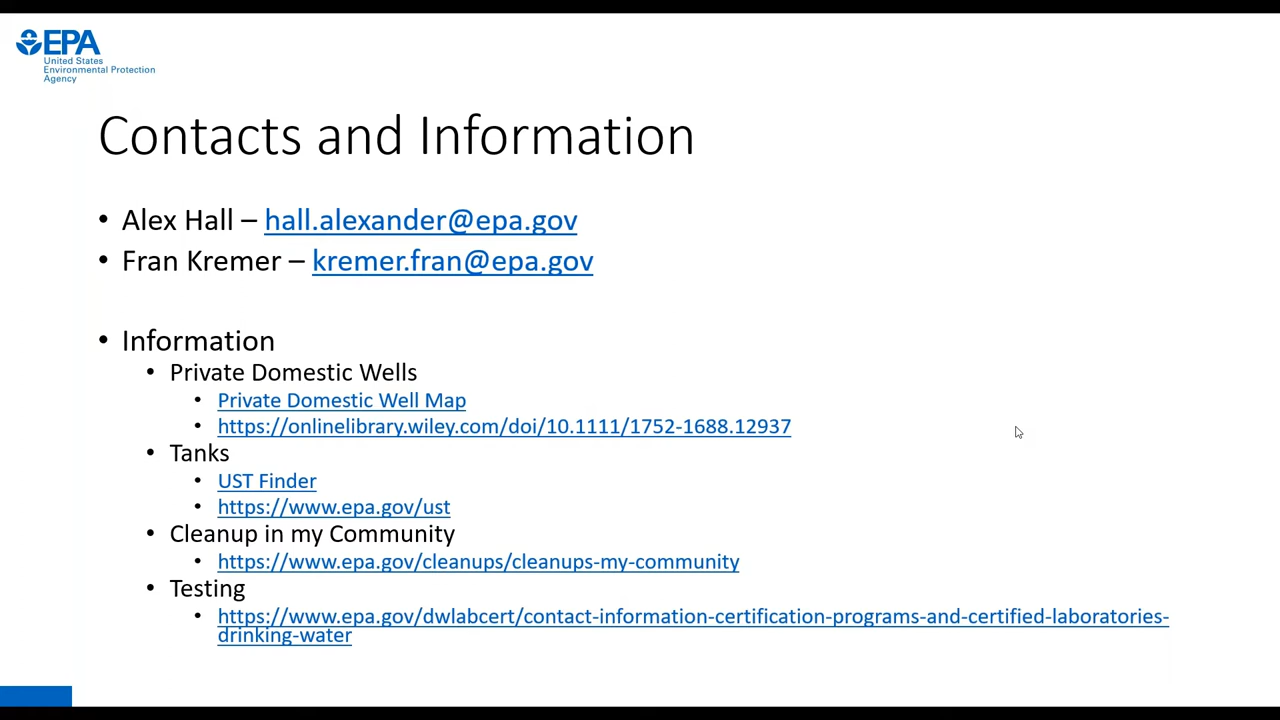 EPA
United States
Environmental Protection
Agency
Contacts and Information
• Alex Hall – hall.alexander@epa.gov
• Fran Kremer – kremer.fran@epa.gov
• Information
• Private Domestic Wells
• Private Domestic Well Map
• https://onlinelibrary.wiley.com/doi/10.1111/1752-1688.12937
• Tanks
• UST Finder
• https://www.epa.gov/ust
• Cleanup in my Community
• https://www.epa.gov/cleanups/cleanups-my-community
• Testing
• https://www.epa.gov/dwlabcert/contact-information-certification-programs-and-certified-laboratories-
drinking-water